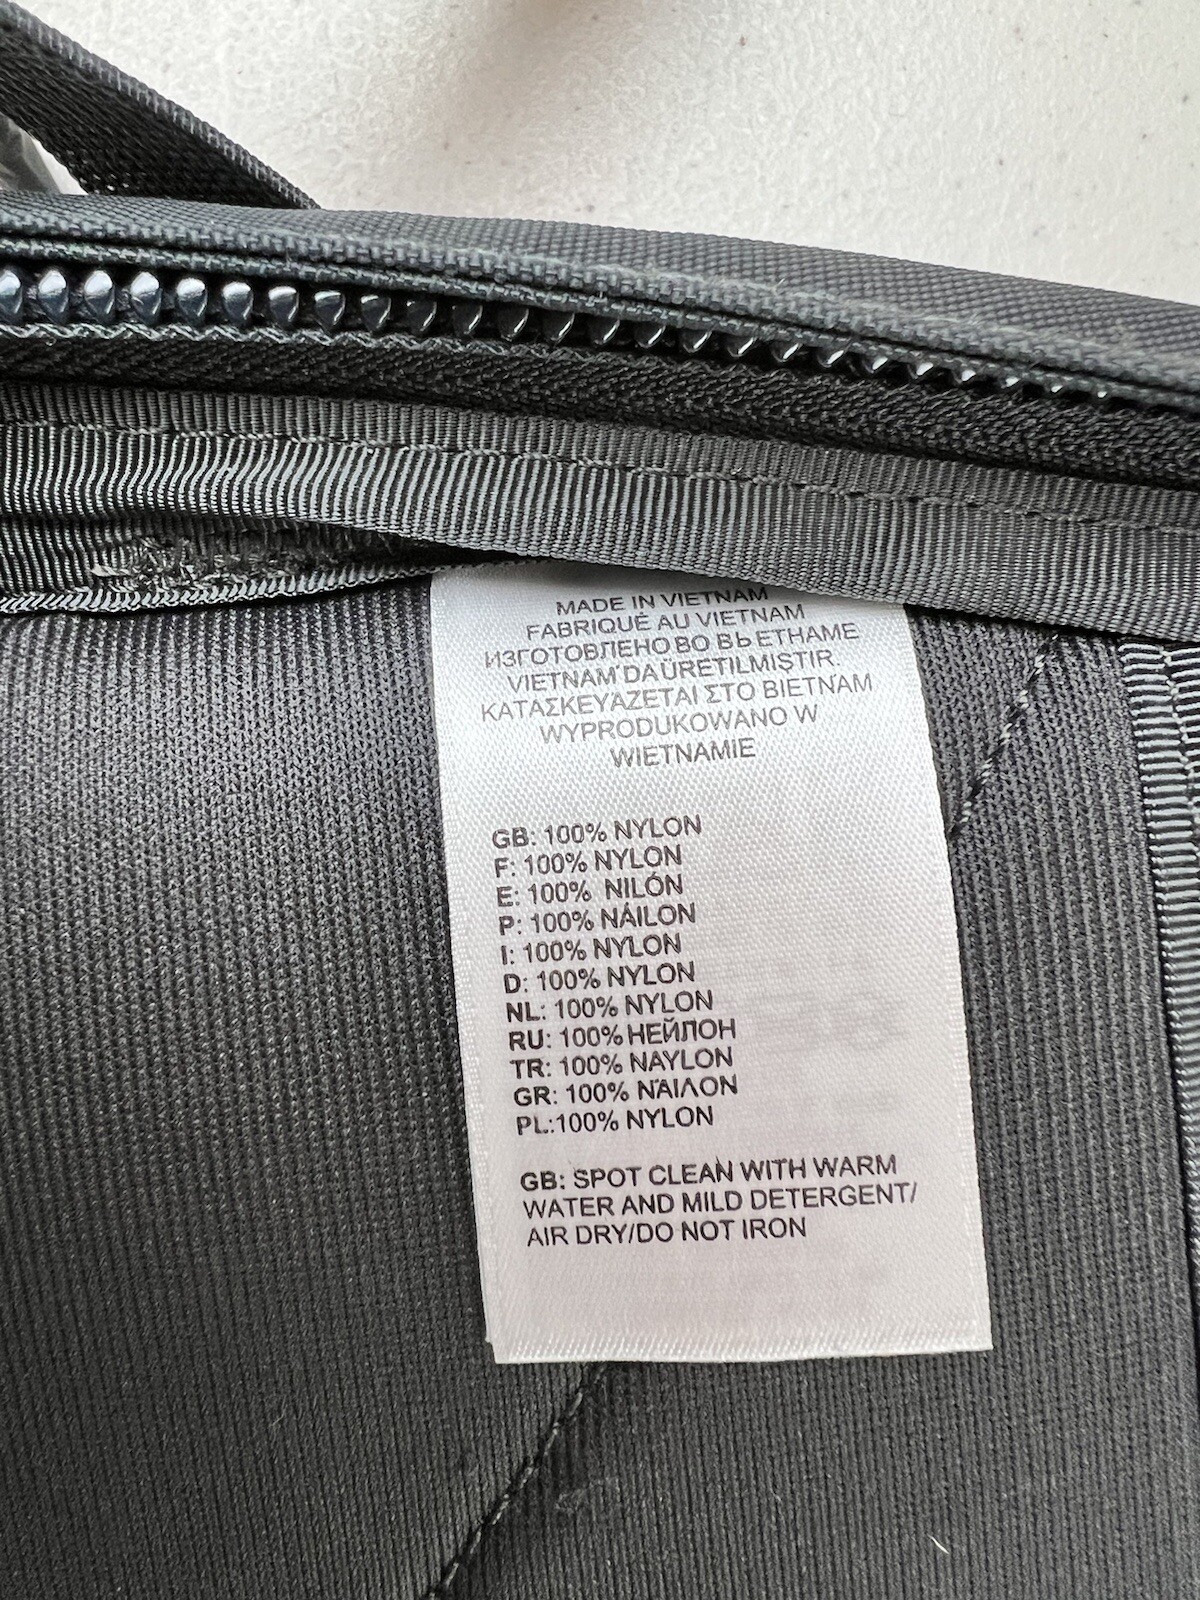 MADE IN VIETNAM
FABRIQUÉ AU VIETNAM
ИЗГОТОВЛЕНО ВО ВЬЕТНАМЕ
VIETNAM'DA ÜRETILMIŞTIR.
ΚΑΤΑΣΚΕΥΑΖΕΤΑΙ ΣΤΟ ΒΙΕΤΝΑΜ
WYPRODUKOWANO W
WIETNAMIE
GB: 100% NYLON
F: 100% NYLON
E: 100% NILÓN
P: 100% NÁILON
I: 100% NYLON
D: 100% NYLON
NL: 100% NYLON
RU: 100% НЕЙЛОН
TR: 100% NAYLON
GR: 100% ΝΑΪΛΟΝ
PL:100% NYLON
GB: SPOT CLEAN WITH WARM
WATER AND MILD DETERGENT/
AIR DRY/DO NOT IRON